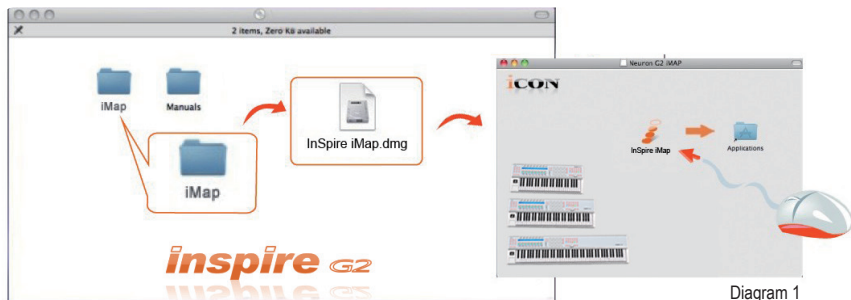 2 items, Zero KB available
iMap
Manuals
iMap
InSpire iMap.dmg
inspire G2
Neuron G2 iMAP
iCON
InSpire iMap
Applications
Diagram 1